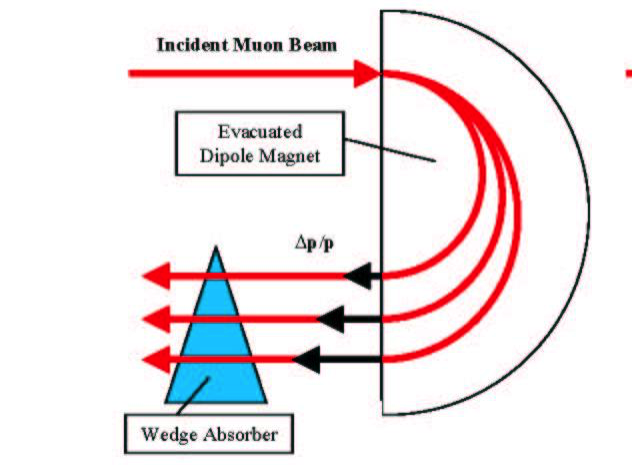 Incident Muon Beam
Evacuated
Dipole Magnet
Δp/p
Wedge Absorber